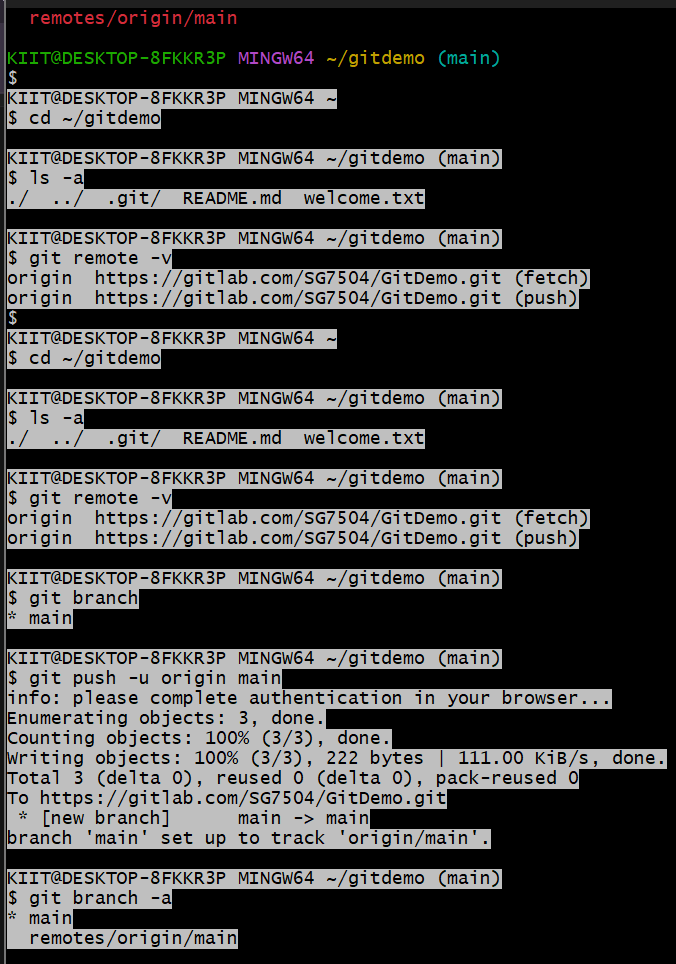 remotes/origin/main
KIIT@DESKTOP-8FKKR3P MINGW64 ~/gitdemo (main)
$
KIIT@DESKTOP-8FKKR3P MINGW64 ~
$ cd ~/gitdemo
KIIT@DESKTOP-8FKKR3P MINGW64 ~/gitdemo (main)
$ ls -a
./  ../  .git/  README.md  welcome.txt
KIIT@DESKTOP-8FKKR3P MINGW64 ~/gitdemo (main)
$ git remote -v
origin  https://gitlab.com/SG7504/GitDemo.git (fetch)
origin  https://gitlab.com/SG7504/GitDemo.git (push)
$
KIIT@DESKTOP-8FKKR3P MINGW64 ~
$ cd ~/gitdemo
KIIT@DESKTOP-8FKKR3P MINGW64 ~/gitdemo (main)
$ ls -a
./  ../  .git/  README.md  welcome.txt
KIIT@DESKTOP-8FKKR3P MINGW64 ~/gitdemo (main)
$ git remote -v
origin  https://gitlab.com/SG7504/GitDemo.git (fetch)
origin  https://gitlab.com/SG7504/GitDemo.git (push)
KIIT@DESKTOP-8FKKR3P MINGW64 ~/gitdemo (main)
$ git branch
* main
KIIT@DESKTOP-8FKKR3P MINGW64 ~/gitdemo (main)
$ git push -u origin main
info: please complete authentication in your browser...
Enumerating objects: 3, done.
Counting objects: 100% (3/3), done.
Writing objects: 100% (3/3), 222 bytes | 111.00 KiB/s, done.
Total 3 (delta 0), reused 0 (delta 0), pack-reused 0
To https://gitlab.com/SG7504/GitDemo.git
 * [new branch]      main -> main
branch 'main' set up to track 'origin/main'.
KIIT@DESKTOP-8FKKR3P MINGW64 ~/gitdemo (main)
$ git branch -a
* main
  remotes/origin/main